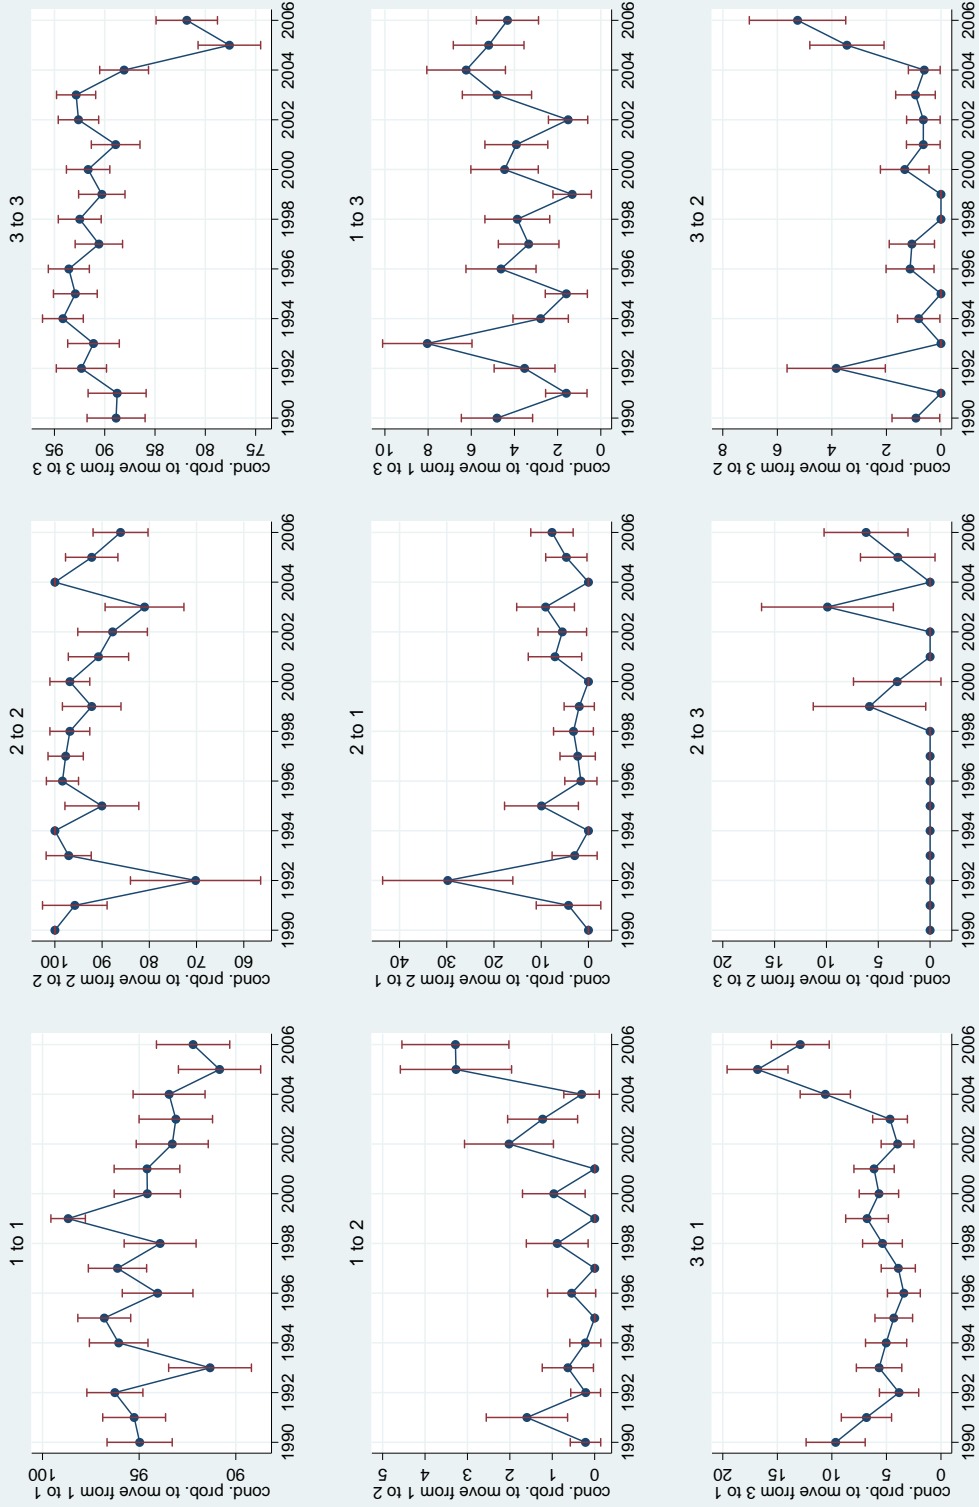 1 to 1
cond. prob. to move from 1 to 1
100
95
90
1990 1992 1994 1996 1998 2000 2002 2004 2006
2 to 2
cond. prob. to move from 2 to 2
100
90
80
70
60
1990 1992 1994 1996 1998 2000 2002 2004 2006
3 to 3
cond. prob. to move from 3 to 3
95
90
85
80
75
1990 1992 1994 1996 1998 2000 2002 2004 2006
1 to 2
cond. prob. to move from 1 to 2
5
4
3
2
1
0
1990 1992 1994 1996 1998 2000 2002 2004 2006
2 to 1
cond. prob. to move from 2 to 1
40
30
20
10
0
1990 1992 1994 1996 1998 2000 2002 2004 2006
1 to 3
cond. prob. to move from 1 to 3
10
8
6
4
2
0
1990 1992 1994 1996 1998 2000 2002 2004 2006
3 to 1
cond. prob. to move from 3 to 1
20
15
10
5
0
1990 1992 1994 1996 1998 2000 2002 2004 2006
2 to 3
cond. prob. to move from 2 to 3
20
15
10
5
0
1990 1992 1994 1996 1998 2000 2002 2004 2006
3 to 2
cond. prob. to move from 3 to 2
8
6
4
2
0
1990 1992 1994 1996 1998 2000 2002 2004 2006